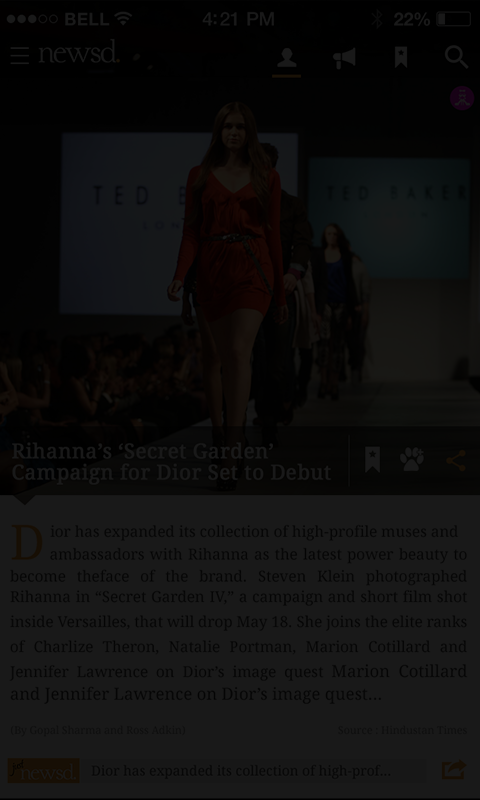 BELL 4:21 PM 22%
newsd.
TED BAKER
Rihanna's 'Secret Garden'
Campaign for Dior Set to Debut
Dior has expanded its collection of high-profile muses and
ambassadors with Rihanna as the latest power beauty to
become theface of the brand. Steven Klein photographed
Rihanna in "Secret Garden IV," a campaign and short film shot
inside Versailles, that will drop May 18. She joins the elite ranks
of Charlize Theron, Natalie Portman, Marion Cotillard and
Jennifer Lawrence on Dior's image quest Marion Cotillard
and Jennifer Lawrence on Dior's image quest...
(By Gopal Sharma and Ross Adkin) Source : Hindustan Times
newsd. Dior has expanded its collection of high-prof...